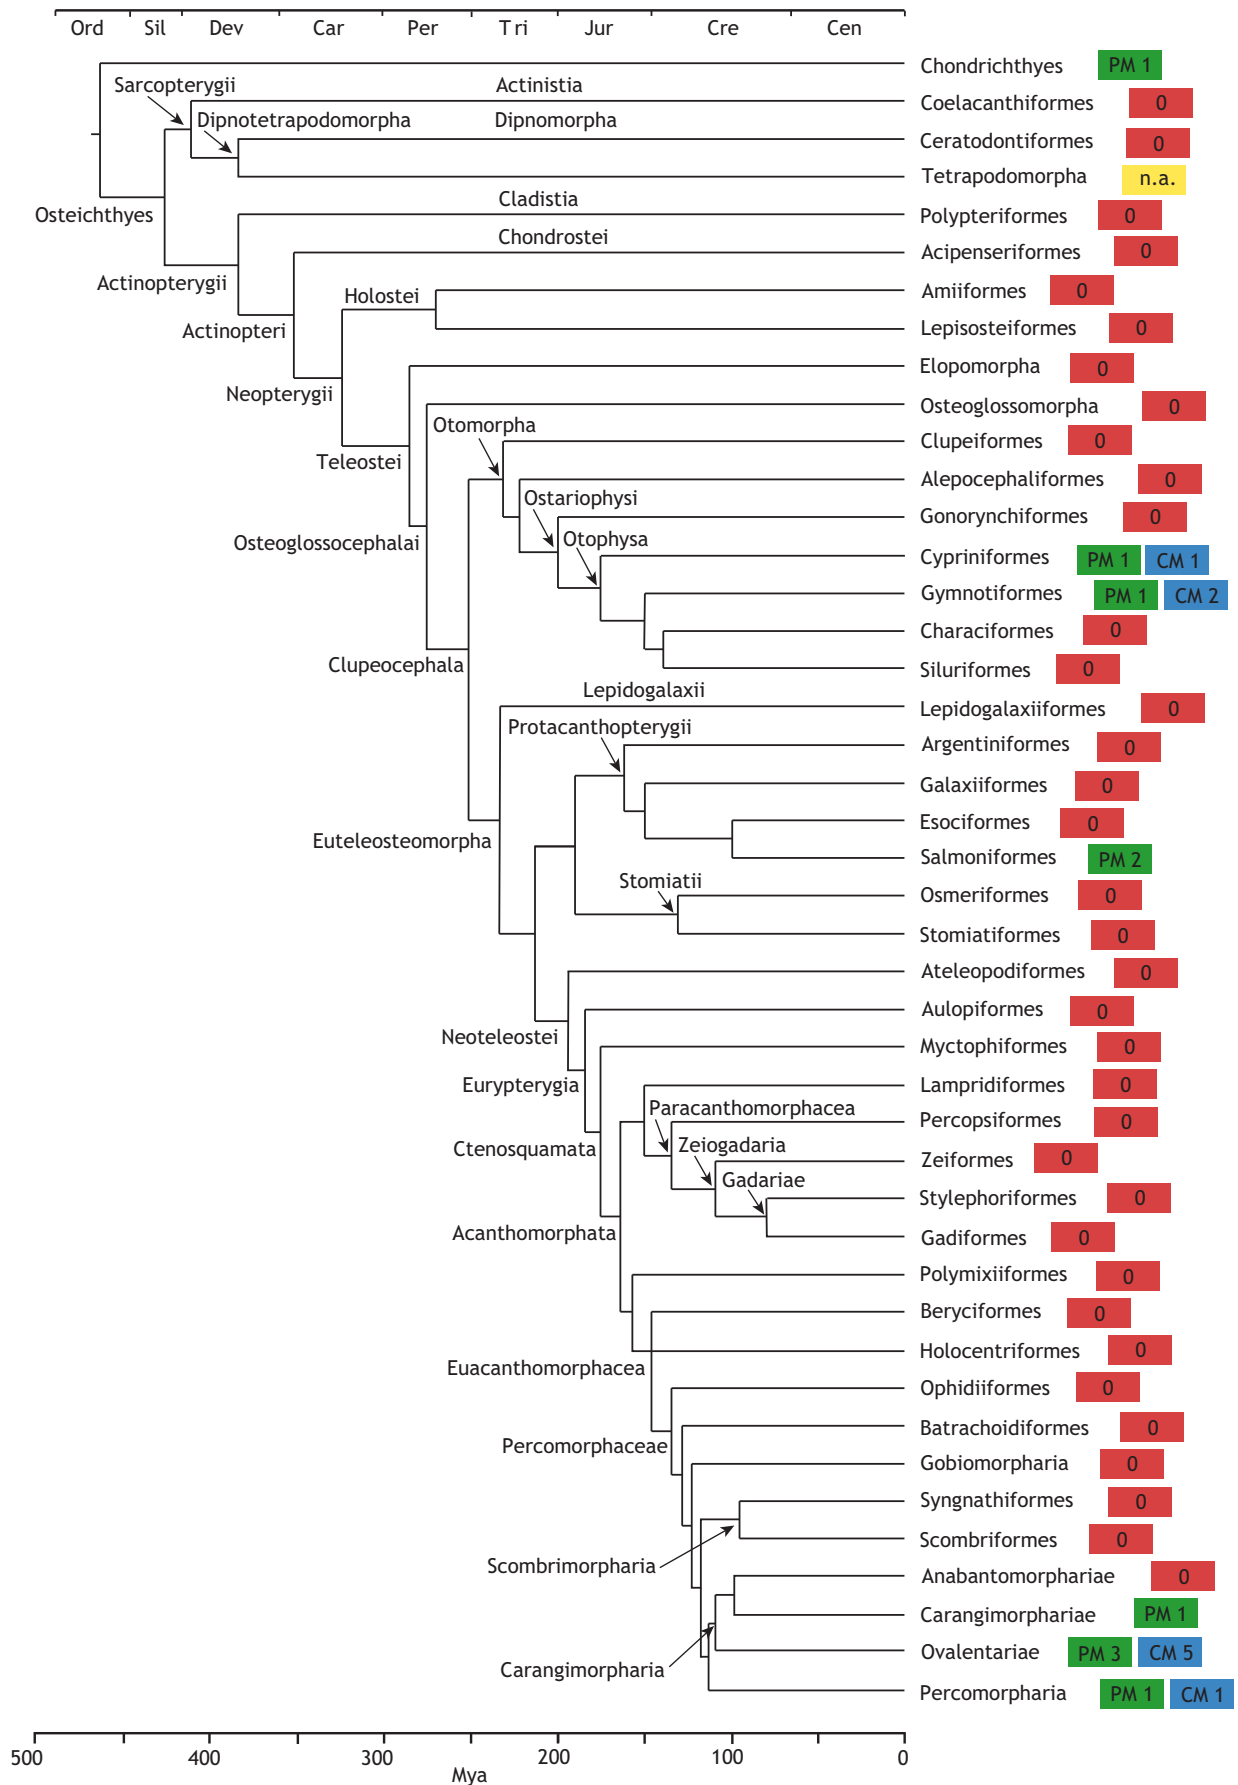 Ord Sil Dev Car Per Tri Jur Cre Cen
Chondrichthyes PM 1
Sarcopterygii Actinistia
Coelacanthiformes 0
Dipnotetrapodomorpha Dipnomorpha
Ceratodontiformes 0
Tetrapodomorpha n.a.
Cladistia
Osteichthyes Polypteriformes 0
Chondrostei
Acipenseriformes 0
Actinopterygii
Holostei Amiiformes 0
Actinopteri Lepisosteiformes 0
Elopomorpha 0
Neopterygii
Osteoglossomorpha 0
Otomorpha
Clupeiformes 0
Teleostei
Alepocephaliformes 0
Ostariophysi
Gonorynchiformes 0
Osteoglossocephalai Otophysa
Cypriniformes PM 1 CM 1
Gymnotiformes PM 1 CM 2
Characiformes 0
Clupeocephala Siluriformes 0
Lepidogalaxii
Lepidogalaxiiformes 0
Protacanthopterygii
Argentiniformes 0
Galaxiiformes 0
Esociformes 0
Euteleosteomorpha
Salmoniformes PM 2
Stomiatii
Osmeriformes 0
Stomiatiformes 0
Ateleopodiformes 0
Aulopiformes 0
Neoteleostei
Myctophiformes 0
Eurypterygia Lampridiformes 0
Paracanthomorphacea
Percopsiformes 0
Ctenosquamata Zeiogadaria
Zeiformes 0
Gadariae
Stylephoriformes 0
Acanthomorphata Gadiformes 0
Polymixiiformes 0
Beryciformes 0
Holocentriformes 0
Euacanthomorphacea
Ophidiiformes 0
Batrachoidiformes 0
Percomorphaceae
Gobiomorpharia 0
Syngnathiformes 0
Scombriformes 0
Scombrimorpharia
Anabantomorphariae 0
Carangimorphariae PM 1
Ovalentariae PM 3 CM 5
Carangimorpharia
Percomorpharia PM 1 CM 1
500 400 300 200 100 0
Mya